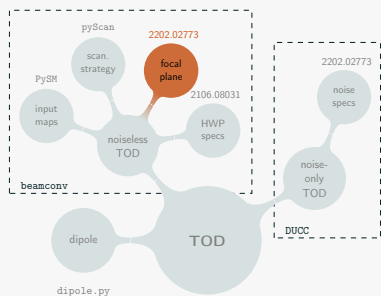 pyScan
2202.02773
scan.
strategy
focal
plane
PySM
input
maps
2106.08031
HWP
specs
noiseless
TOD
beamconv
2202.02773
noise
specs
noise-
only
TOD
DUCC
dipole
TOD
dipole.py